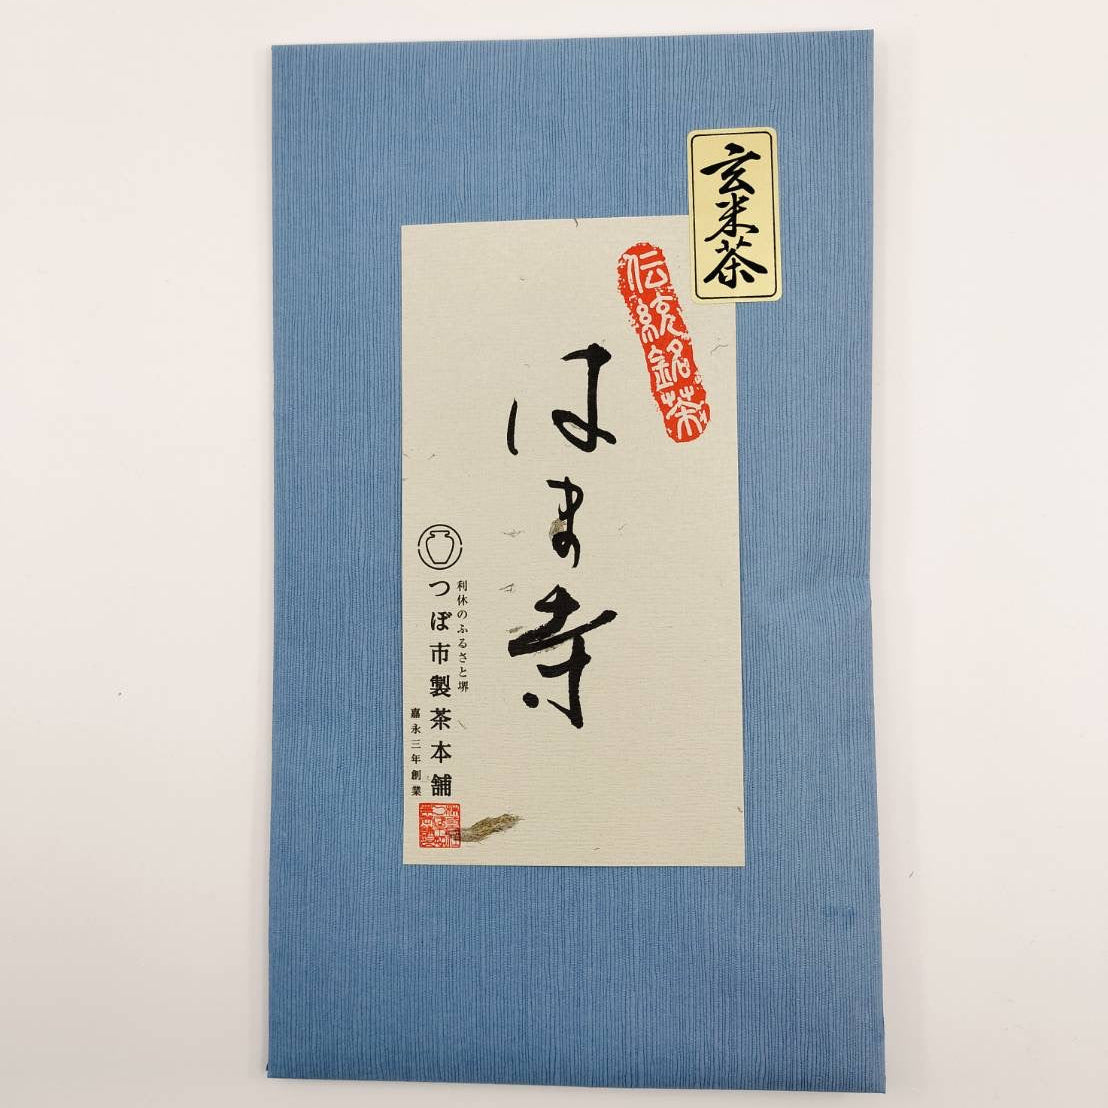 玄米茶
伝統銘茶
はま寺
利休のふるさと堺
つぼ市製茶本舗
嘉永三年創業